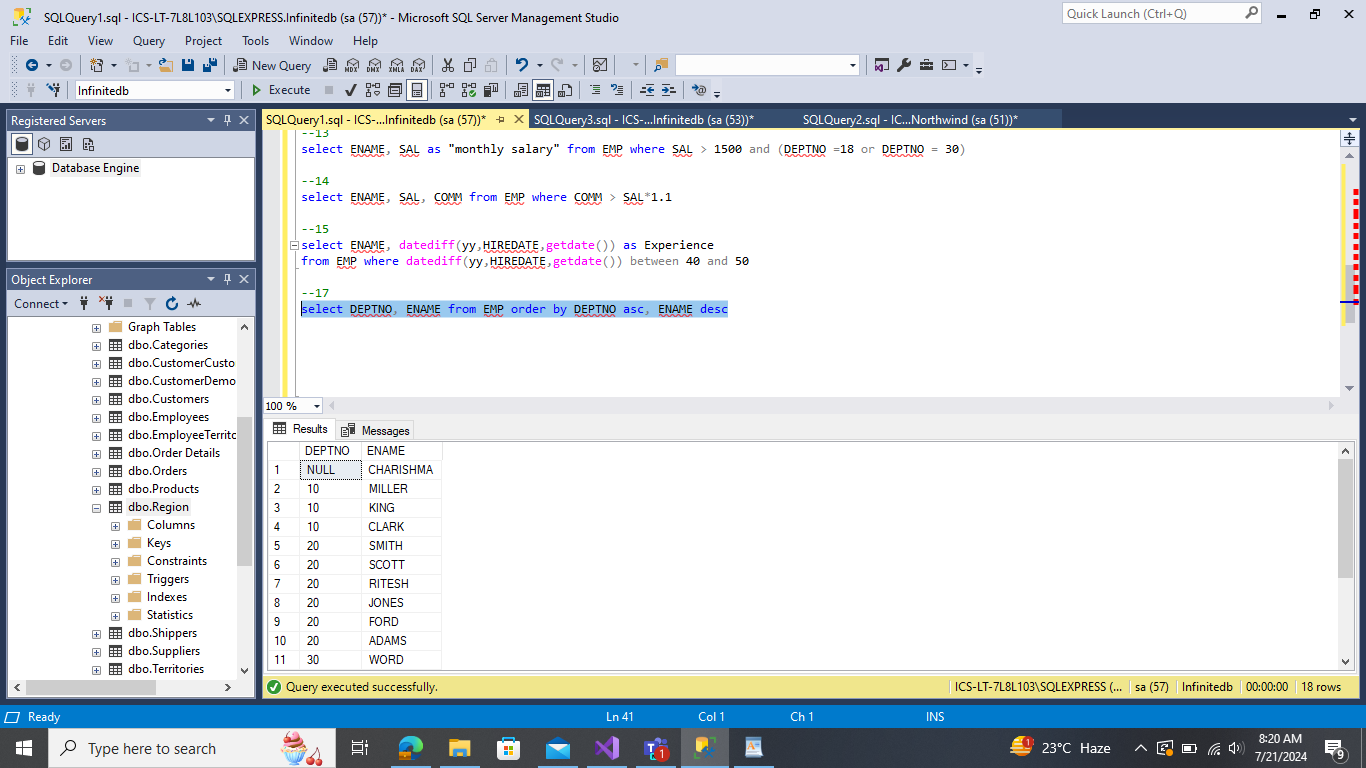 SQLQuery1.sql - ICS-LT-7L8L103\SQLEXPRESS.Infinitedb (sa (57))* - Microsoft SQL Server Management Studio
Quick Launch (Ctrl+Q)
File Edit View Query Project Tools Window Help
New Query MDX DMX XMLA DAX
Infinitedb Execute
Registered Servers
Database Engine
Object Explorer
Connect
Graph Tables
dbo.Categories
dbo.CustomerCusto
dbo.CustomerDemo
dbo.Customers
dbo.Employees
dbo.EmployeeTerritc
dbo.Order Details
dbo.Orders
dbo.Products
dbo.Region
Columns
Keys
Constraints
Triggers
Indexes
Statistics
dbo.Shippers
dbo.Suppliers
dbo.Territories
SQLQuery1.sql - ICS-...Infinitedb (sa (57))* SQLQuery3.sql - ICS-...Infinitedb (sa (53))* SQLQuery2.sql - IC...Northwind (sa (51))*
--13
select ENAME, SAL as "monthly salary" from EMP where SAL > 1500 and (DEPTNO =18 or DEPTNO = 30)
--14
select ENAME, SAL, COMM from EMP where COMM > SAL*1.1
--15
select ENAME, datediff(yy,HIREDATE,getdate()) as Experience
from EMP where datediff(yy,HIREDATE,getdate()) between 40 and 50
--17
select DEPTNO, ENAME from EMP order by DEPTNO asc, ENAME desc
100 %
Results Messages
DEPTNO ENAME
1 NULL CHARISHMA
2 10 MILLER
3 10 KING
4 10 CLARK
5 20 SMITH
6 20 SCOTT
7 20 RITESH
8 20 JONES
9 20 FORD
10 20 ADAMS
11 30 WORD
Query executed successfully. ICS-LT-7L8L103\SQLEXPRESS (... sa (57) Infinitedb 00:00:00 18 rows
Ready Ln 41 Col 1 Ch 1 INS
Type here to search 1 23°C Haze 8:20 AM
7/21/2024 9